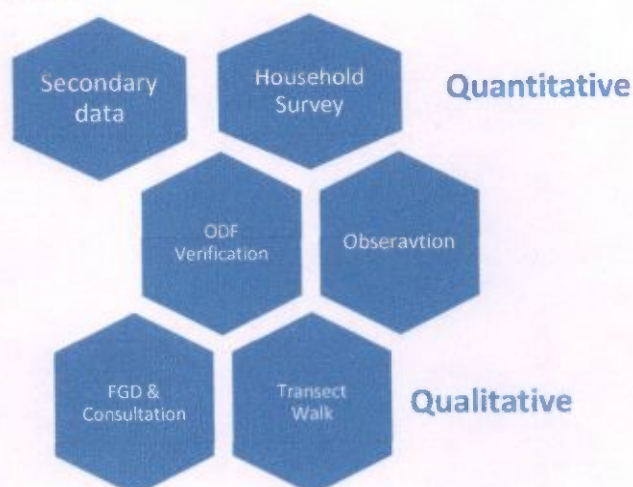 Secondary
data
Household
Survey
Quantitative
ODF
Verification
Obseravtion
FGD &
Consultation
Transect
Walk
Qualitative